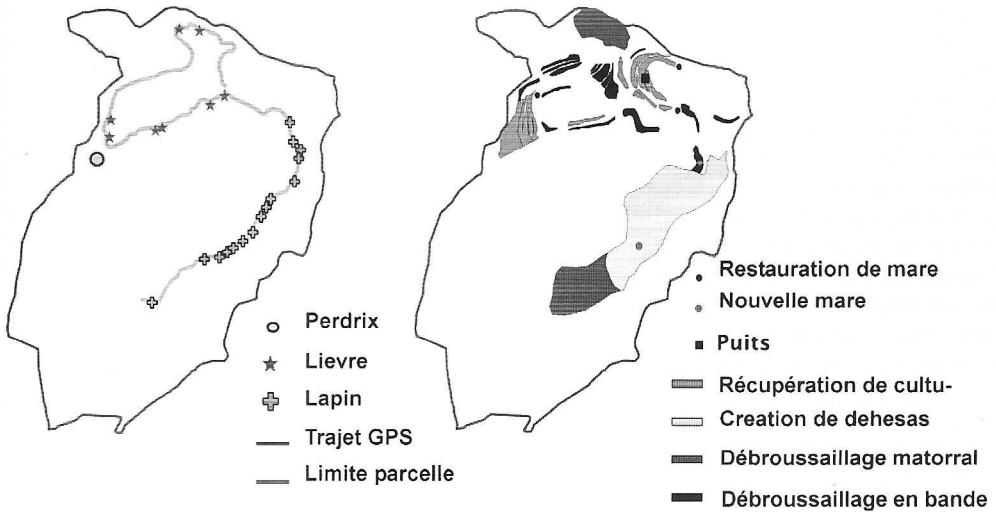 Perdrix
Lievre
Lapin
Trajet GPS
Limite parcelle
Restauration de mare
Nouvelle mare
Puits
Récupération de cultu-
Creation de dehesas
Débroussaillage matorral
Débroussaillage en bande